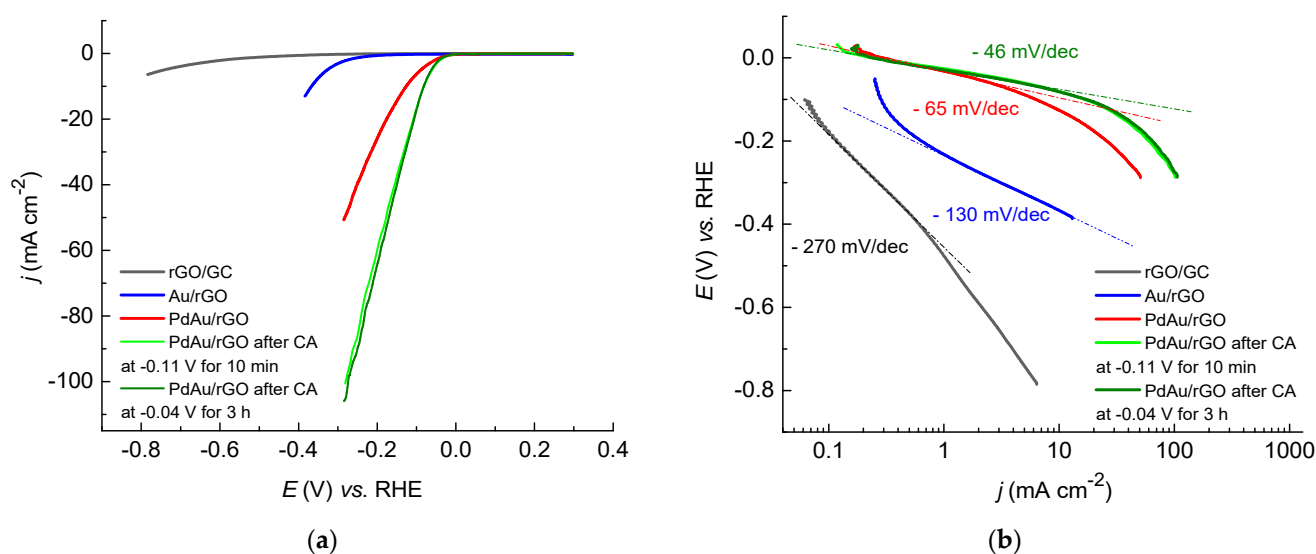 0
-20
-40
-60
-80
-100
j (mA cm⁻²)
rGO/GC
Au/rGO
PdAu/rGO
PdAu/rGO after CA
at -0.11 V for 10 min
PdAu/rGO after CA
at -0.04 V for 3 h
-0.8 -0.6 -0.4 -0.2 0.0 0.2 0.4
E (V) vs. RHE
(a)
0.0
-0.2
-0.4
-0.6
-0.8
E (V) vs. RHE
- 46 mV/dec
- 65 mV/dec
- 130 mV/dec
- 270 mV/dec
rGO/GC
Au/rGO
PdAu/rGO
PdAu/rGO after CA
at -0.11 V for 10 min
PdAu/rGO after CA
at -0.04 V for 3 h
0.1 1 10 100 1000
j (mA cm⁻²)
(b)